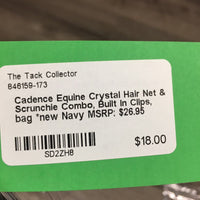 The Tack Collector
846159-173
Cadence Equine Crystal Hair Net &
Scrunchie Combo, Built In Clips,
bag *new Navy MSRP: $26.95
$18.00
SD2ZH8